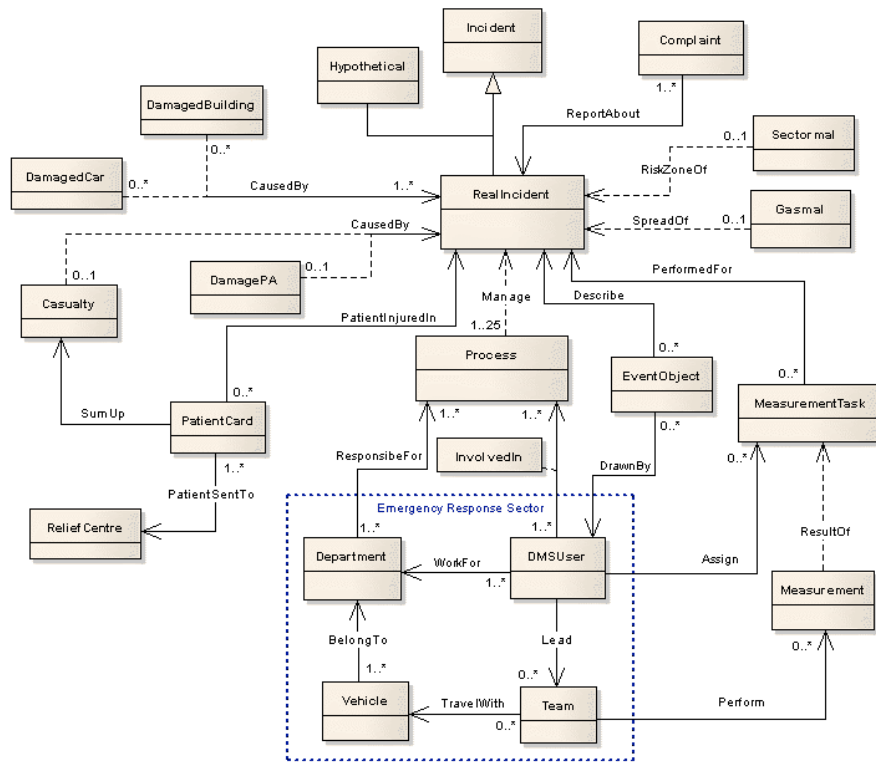 Incident
Complaint
Hypothetical
1..*
DamagedBuilding
ReportAbout
0..1
Sectormal
0..*
DamagedCar
0..*
CausedBy
1..*
RealIncident
RiskZoneOf
SpreadOf
0..1
Gasmal
CausedBy
0..1
0..1
Casualty
DamagePA
PerformedFor
Manage
Describe
PatientInjuredIn
1..25
Process
0..*
EventObject
0..*
0..*
0..*
MeasurementTask
SumUp
PatientCard
1..*
1..*
1..*
ResponsibeFor
InvolvedIn
DrawnBy
0..*
PatientSentTo
Emergency Response Sector
ReliefCentre
1..*
1..*
ResultOf
Department
WorkFor
DMSUser
1..*
Assign
Measurement
BelongTo
Lead
1..*
0..*
0..*
Vehicle
TravelWith
Team
Perform
0..*